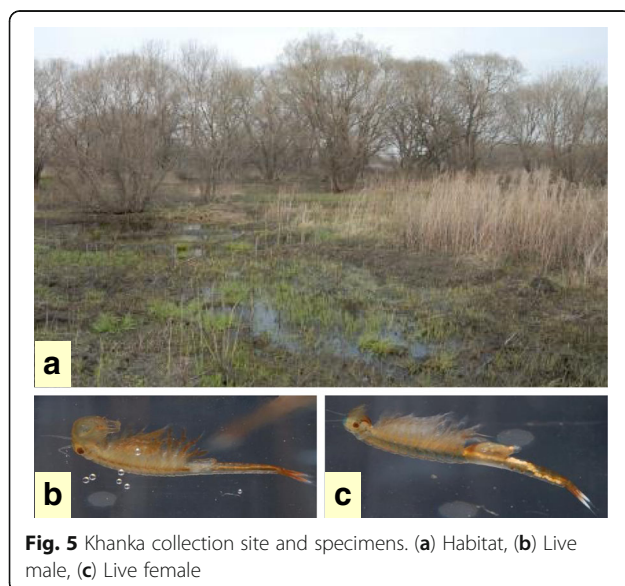 a
b
c
Fig. 5 Khanka collection site and specimens. (a) Habitat, (b) Live
male, (c) Live female